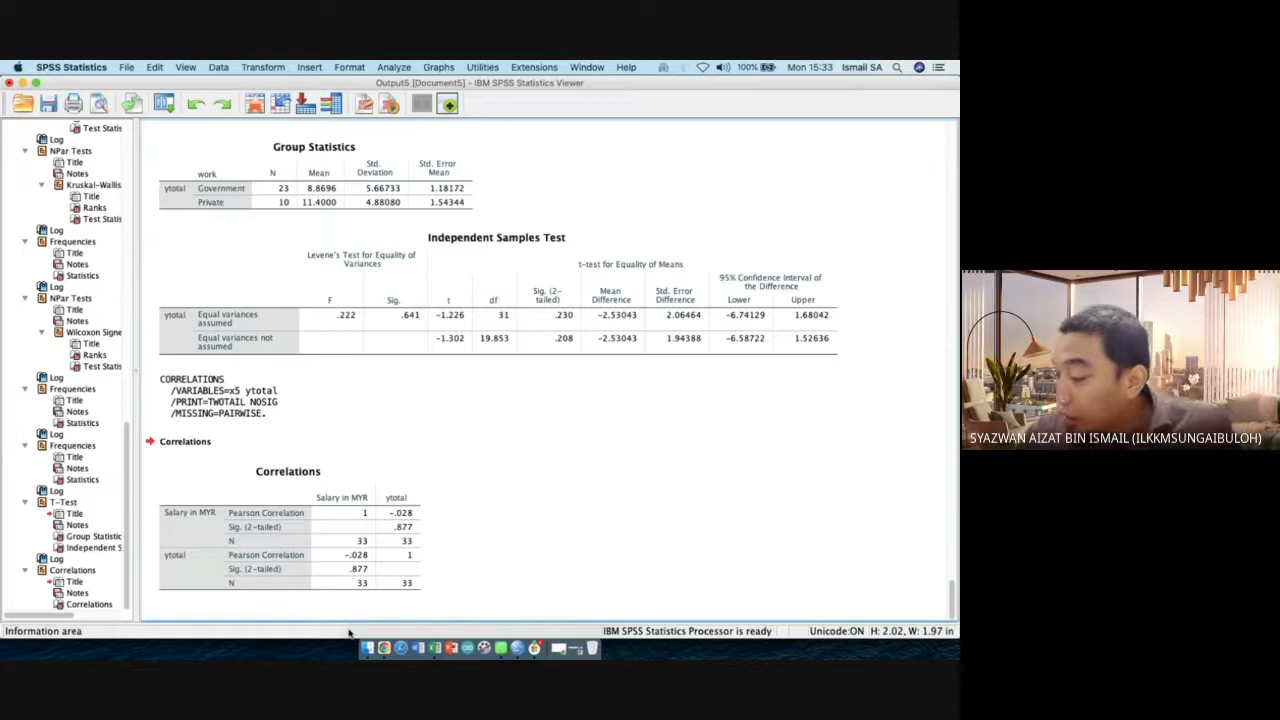 SPSS Statistics File Edit View Data Transform Insert Format Analyze Graphs Utilities Extensions Window Help 100% Mon 15:33 Ismail SA
Output5 [Document5] - IBM SPSS Statistics Viewer
Test Statis
Log
NPar Tests
Title
Notes
Kruskal-Wallis
Title
Ranks
Test Statis
Log
Frequencies
Title
Notes
Statistics
Log
NPar Tests
Title
Notes
Wilcoxon Signe
Title
Ranks
Test Statis
Log
Frequencies
Title
Notes
Statistics
Log
Frequencies
Title
Notes
Statistics
Log
T-Test
Title
Notes
Group Statistic
Independent S
Log
Correlations
Title
Notes
Correlations
Group Statistics
work N Mean Std. Deviation Std. Error Mean
ytotal Government 23 8.8696 5.66733 1.18172
Private 10 11.4000 4.88080 1.54344
Independent Samples Test
Levene's Test for Equality of Variances
t-test for Equality of Means
95% Confidence Interval of the Difference
F Sig. t df Sig. (2-tailed) Mean Difference Std. Error Difference Lower Upper
ytotal Equal variances assumed .222 .641 -1.226 31 .230 -2.53043 2.06464 -6.74129 1.68042
Equal variances not assumed -1.302 19.853 .208 -2.53043 1.94388 -6.58722 1.52636
CORRELATIONS
/VARIABLES=x5 ytotal
/PRINT=TWOTAIL NOSIG
/MISSING=PAIRWISE.
Correlations
Correlations
Salary in MYR ytotal
Salary in MYR Pearson Correlation 1 -.028
Sig. (2-tailed) .877
N 33 33
ytotal Pearson Correlation -.028 1
Sig. (2-tailed) .877
N 33 33
Information area IBM SPSS Statistics Processor is ready Unicode:ON H: 2.02, W: 1.97 in
SYAZWAN AIZAT BIN ISMAIL (ILKKMSUNGAIBULOH)